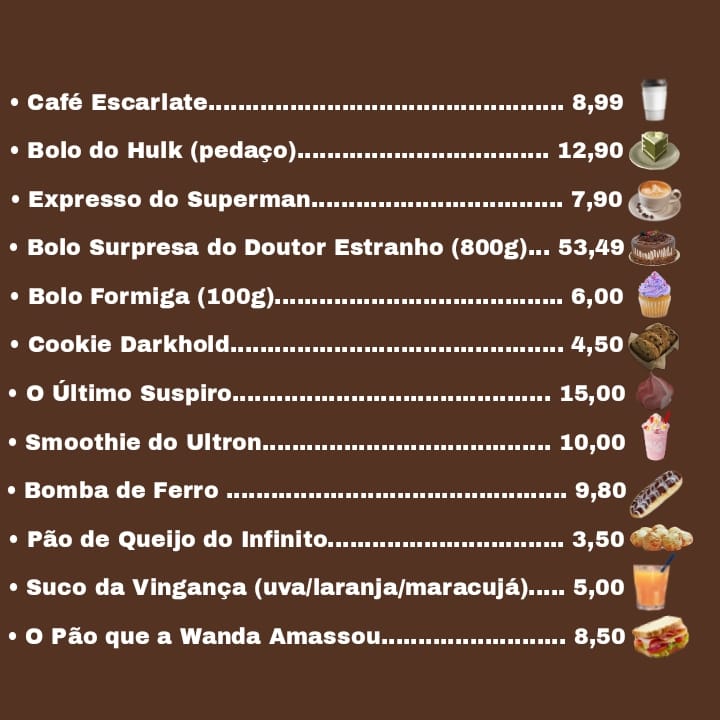 • Café Escarlate............................................... 8,99
• Bolo do Hulk (pedaço).................................. 12,90
• Expresso do Superman.................................. 7,90
• Bolo Surpresa do Doutor Estranho (800g)... 53,49
• Bolo Formiga (100g)....................................... 6,00
• Cookie Darkhold............................................. 4,50
• O Último Suspiro........................................... 15,00
• Smoothie do Ultron....................................... 10,00
• Bomba de Ferro .............................................. 9,80
• Pão de Queijo do Infinito................................ 3,50
• Suco da Vingança (uva/laranja/maracujá)..... 5,00
• O Pão que a Wanda Amassou......................... 8,50